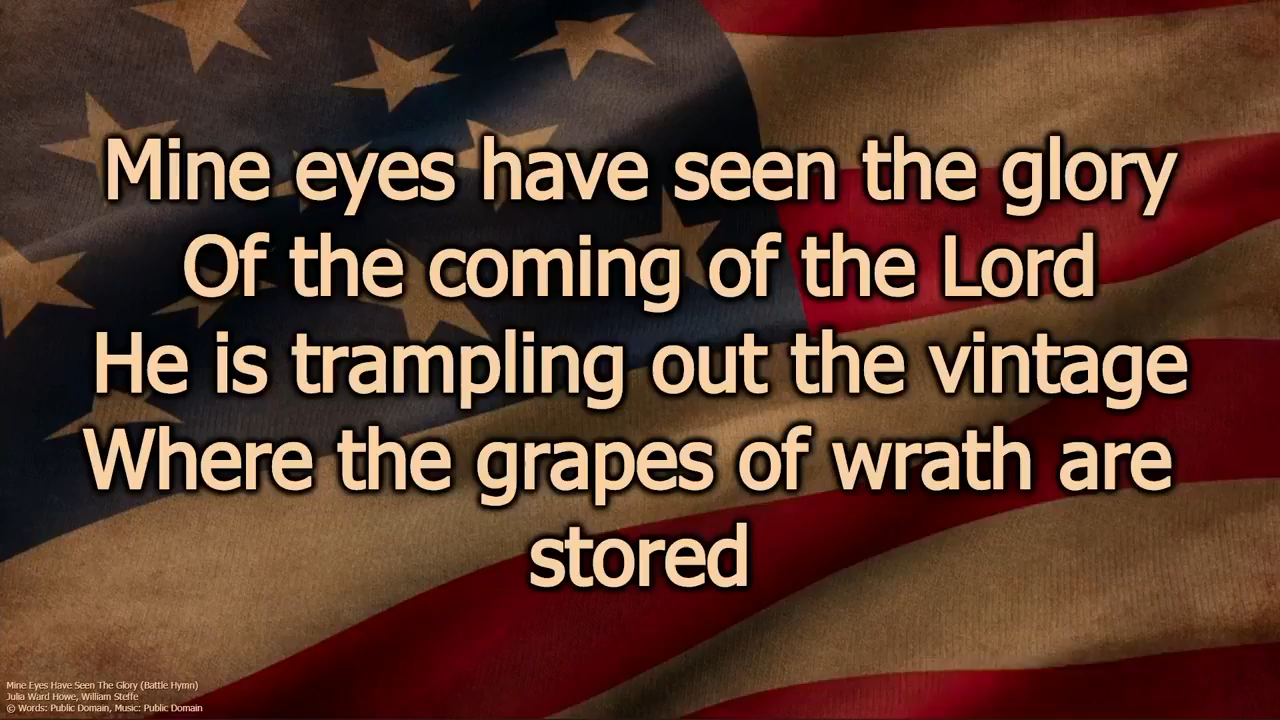 Mine eyes have seen the glory
Of the coming of the Lord
He is trampling out the vintage
Where the grapes of wrath are
stored
Mine Eyes Have Seen The Glory (Battle Hymn)
Julia Ward Howe, William Steffe
© Words: Public Domain, Music: Public Domain